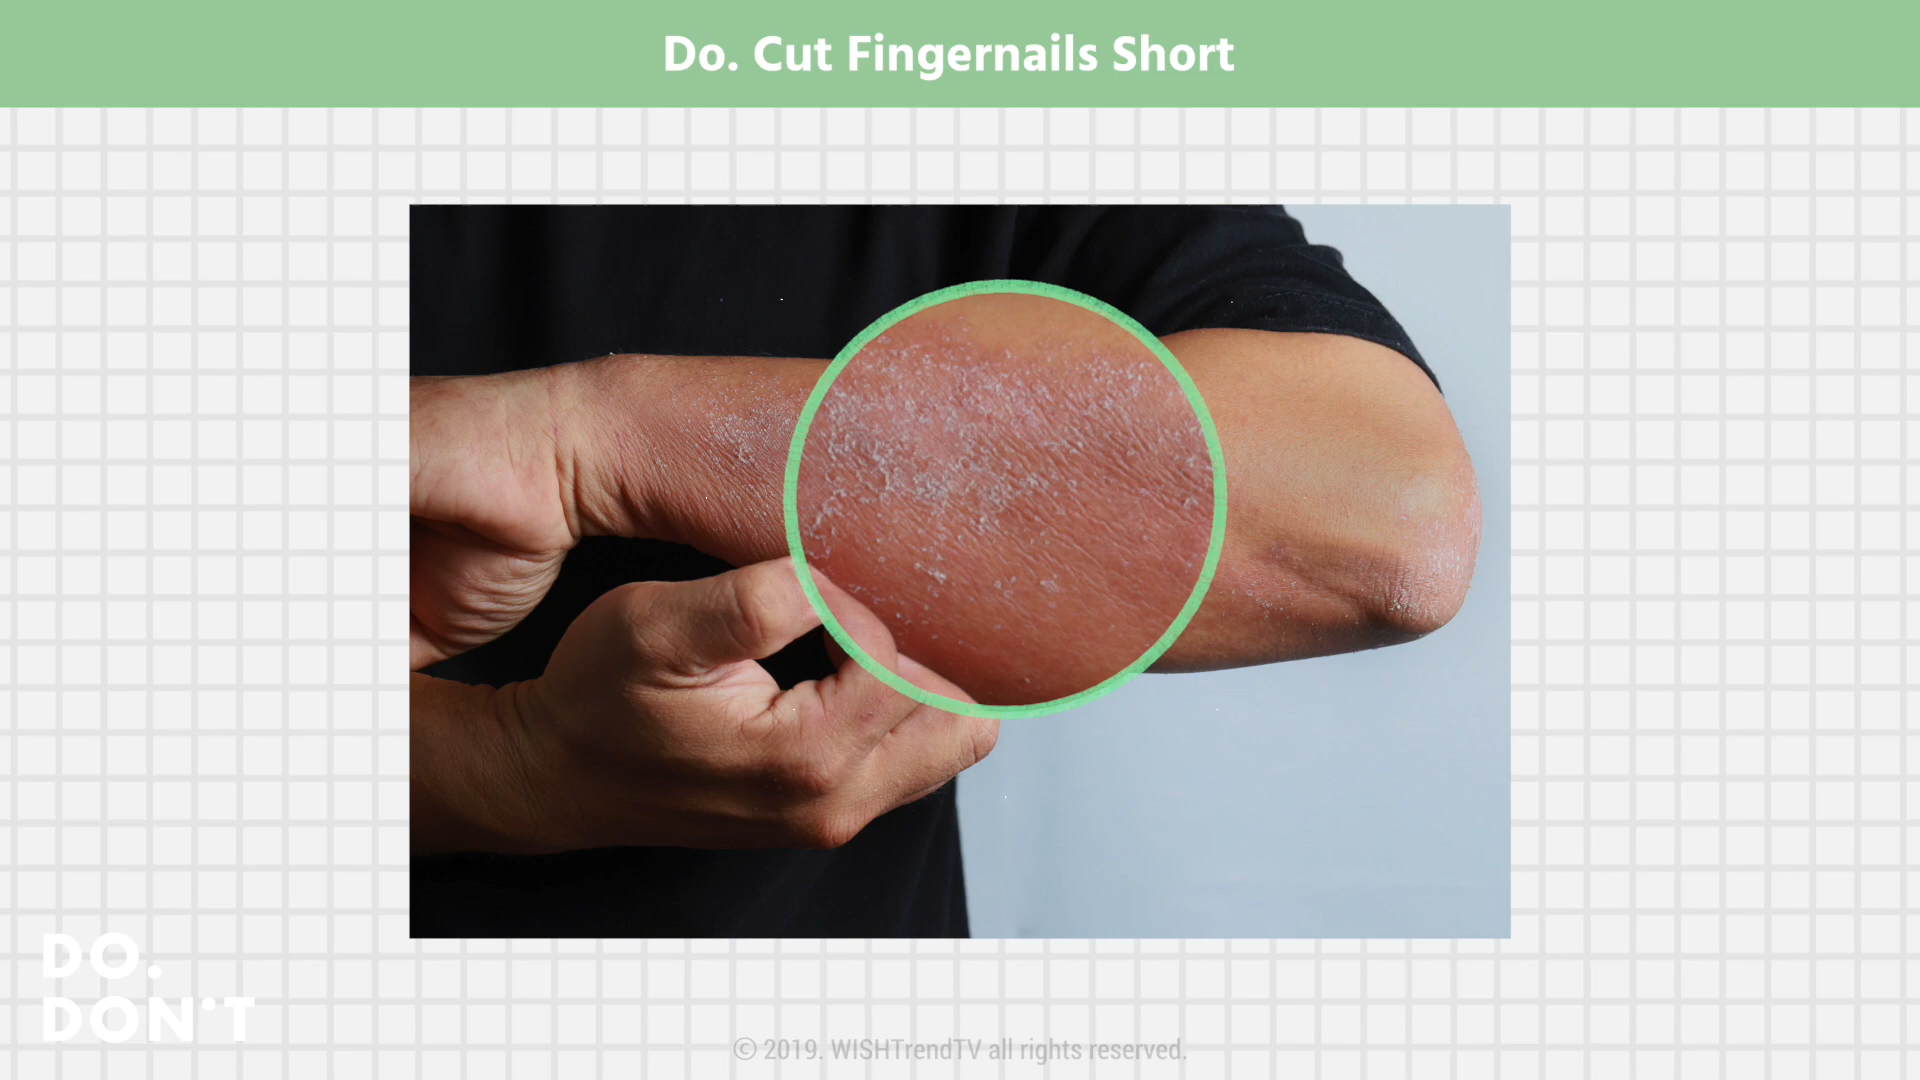 Do. Cut Fingernails Short
DO.
DON'T
© 2019. WISHTrendTV all rights reserved.